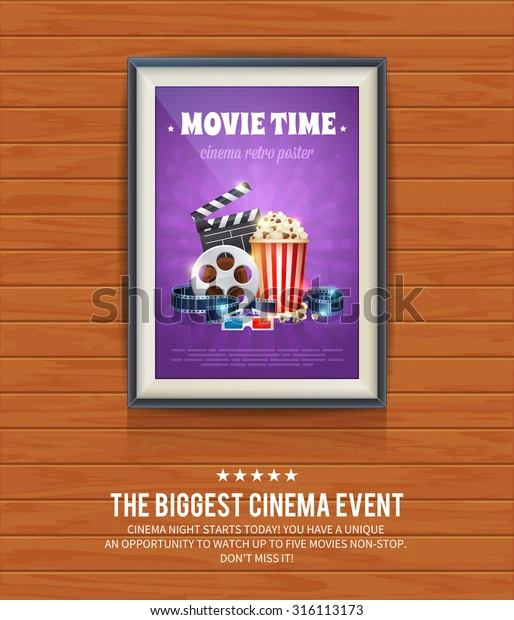 MOVIE TIME
cinema retro poster
shutterstock
THE BIGGEST CINEMA EVENT
CINEMA NIGHT STARTS TODAY! YOU HAVE A UNIQUE
AN OPPORTUNITY TO WATCH UP TO FIVE MOVIES NON-STOP.
DON'T MISS IT!
www.shutterstock.com · 316113173